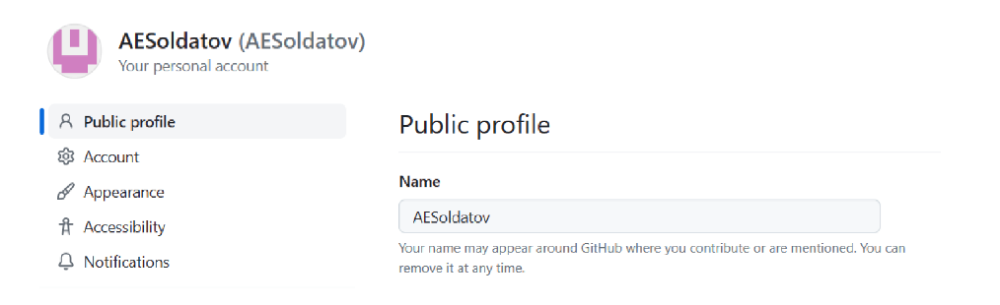 AESoldatov (AESoldatov)
Your personal account
Public profile
Account
Appearance
Accessibility
Notifications
Public profile
Name
AESoldatov
Your name may appear around GitHub where you contribute or are mentioned. You can
remove it at any time.